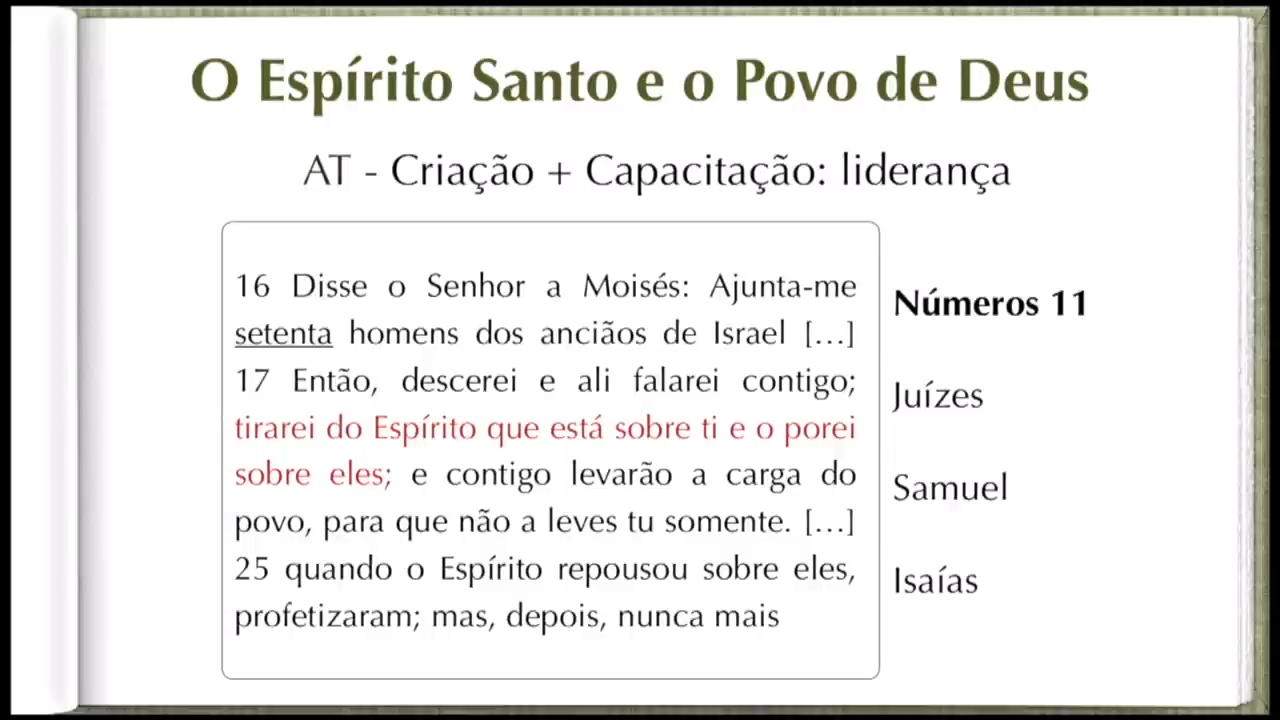 O Espírito Santo e o Povo de Deus
AT - Criação + Capacitação: liderança
16 Disse o Senhor a Moisés: Ajunta-me
setenta homens dos anciãos de Israel [...]
17 Então, descerei e ali falarei contigo;
tirarei do Espírito que está sobre ti e o porei
sobre eles; e contigo levarão a carga do
povo, para que não a leves tu somente. [...]
25 quando o Espírito repousou sobre eles,
profetizaram; mas, depois, nunca mais
Números 11
Juízes
Samuel
Isaías